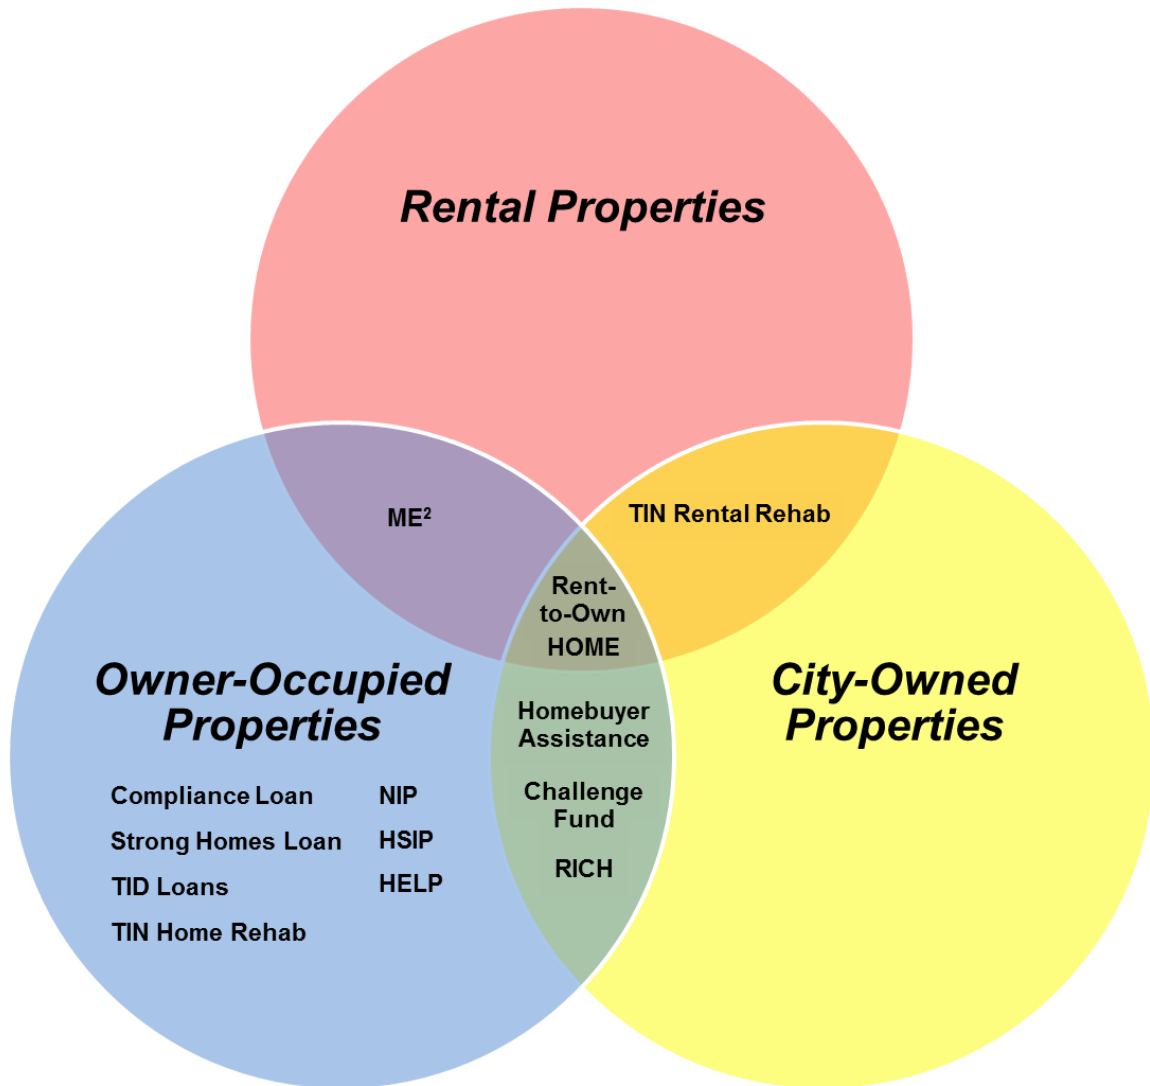 Rental Properties
ME²
TIN Rental Rehab
Rent-
to-Own
HOME
Owner-Occupied
Properties
City-Owned
Properties
Homebuyer
Assistance
Challenge
Fund
RICH
Compliance Loan
NIP
Strong Homes Loan
HSIP
TID Loans
HELP
TIN Home Rehab